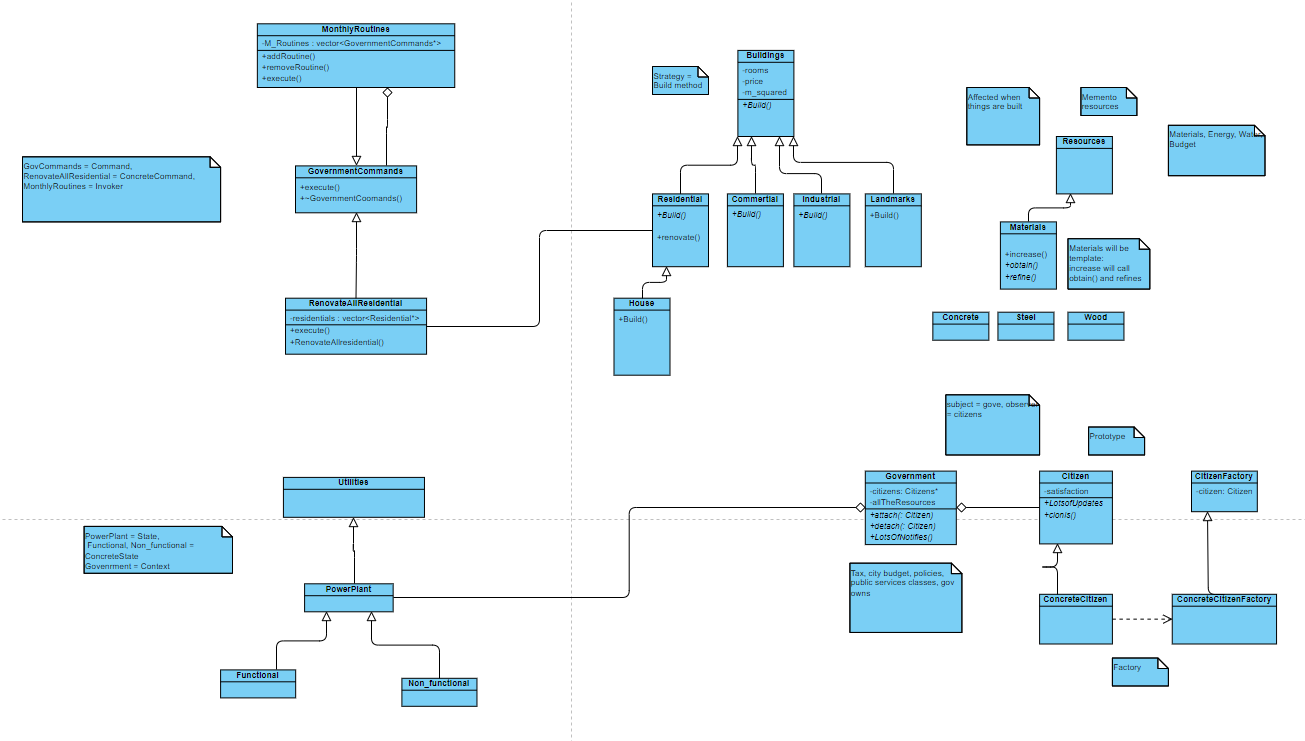 MonthlyRoutines
-M_Routines : vector<GovernmentCommands*>
+addRoutine()
+removeRoutine()
+execute()
GovCommands = Command,
RenovateAllResidential = ConcreteCommand,
MonthlyRoutines = Invoker
GovernmentCommands
+execute()
+~GovernmentCoomands()
RenovateAllResidential
-residentials : vector<Residential*>
+execute()
+RenovateAllresidential()
Strategy =
Build method
Buildings
-rooms
-price
-m_squared
+Build()
Residential
+Build()
+renovate()
Commertial
+Build()
Industrial
+Build()
Landmarks
+Build()
House
+Build()
Affected when
things are built
Memento
resources
Materials, Energy, Water
Budget
Resources
Materials
+increase()
+obtain()
+refine()
Materials will be
template:
increase will call
obtain() and refines
Concrete
Steel
Wood
subject = gove, observer
= citizens
Prototype
Government
-citizens: Citizens*
-allTheResources
+attach(: Citizen)
+detach(: Citizen)
+LotsOfNotifies()
Citizen
-satisfaction
+LotsofUpdates
+clonis()
CitizenFactory
-citizen: Citizen
Tax, city budget, policies,
public services classes, gov
owns
ConcreteCitizen
ConcreteCitizenFactory
Factory
Utilities
PowerPlant = State,
Functional, Non_functional =
ConcreteState
Govenrment = Context
PowerPlant
Functional
Non_functional